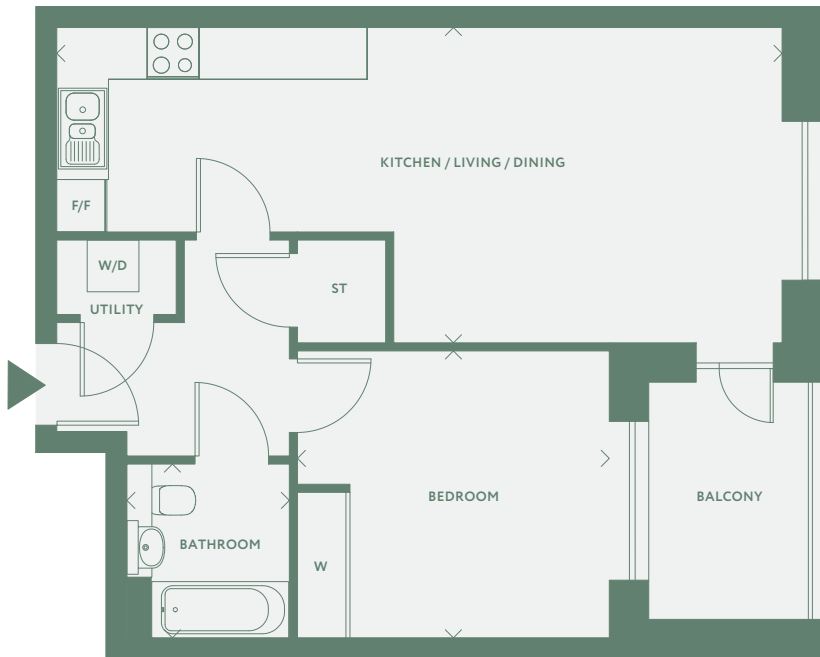 KITCHEN / LIVING / DINING
F/F
W/D
UTILITY
ST
BEDROOM
BALCONY
BATHROOM
W